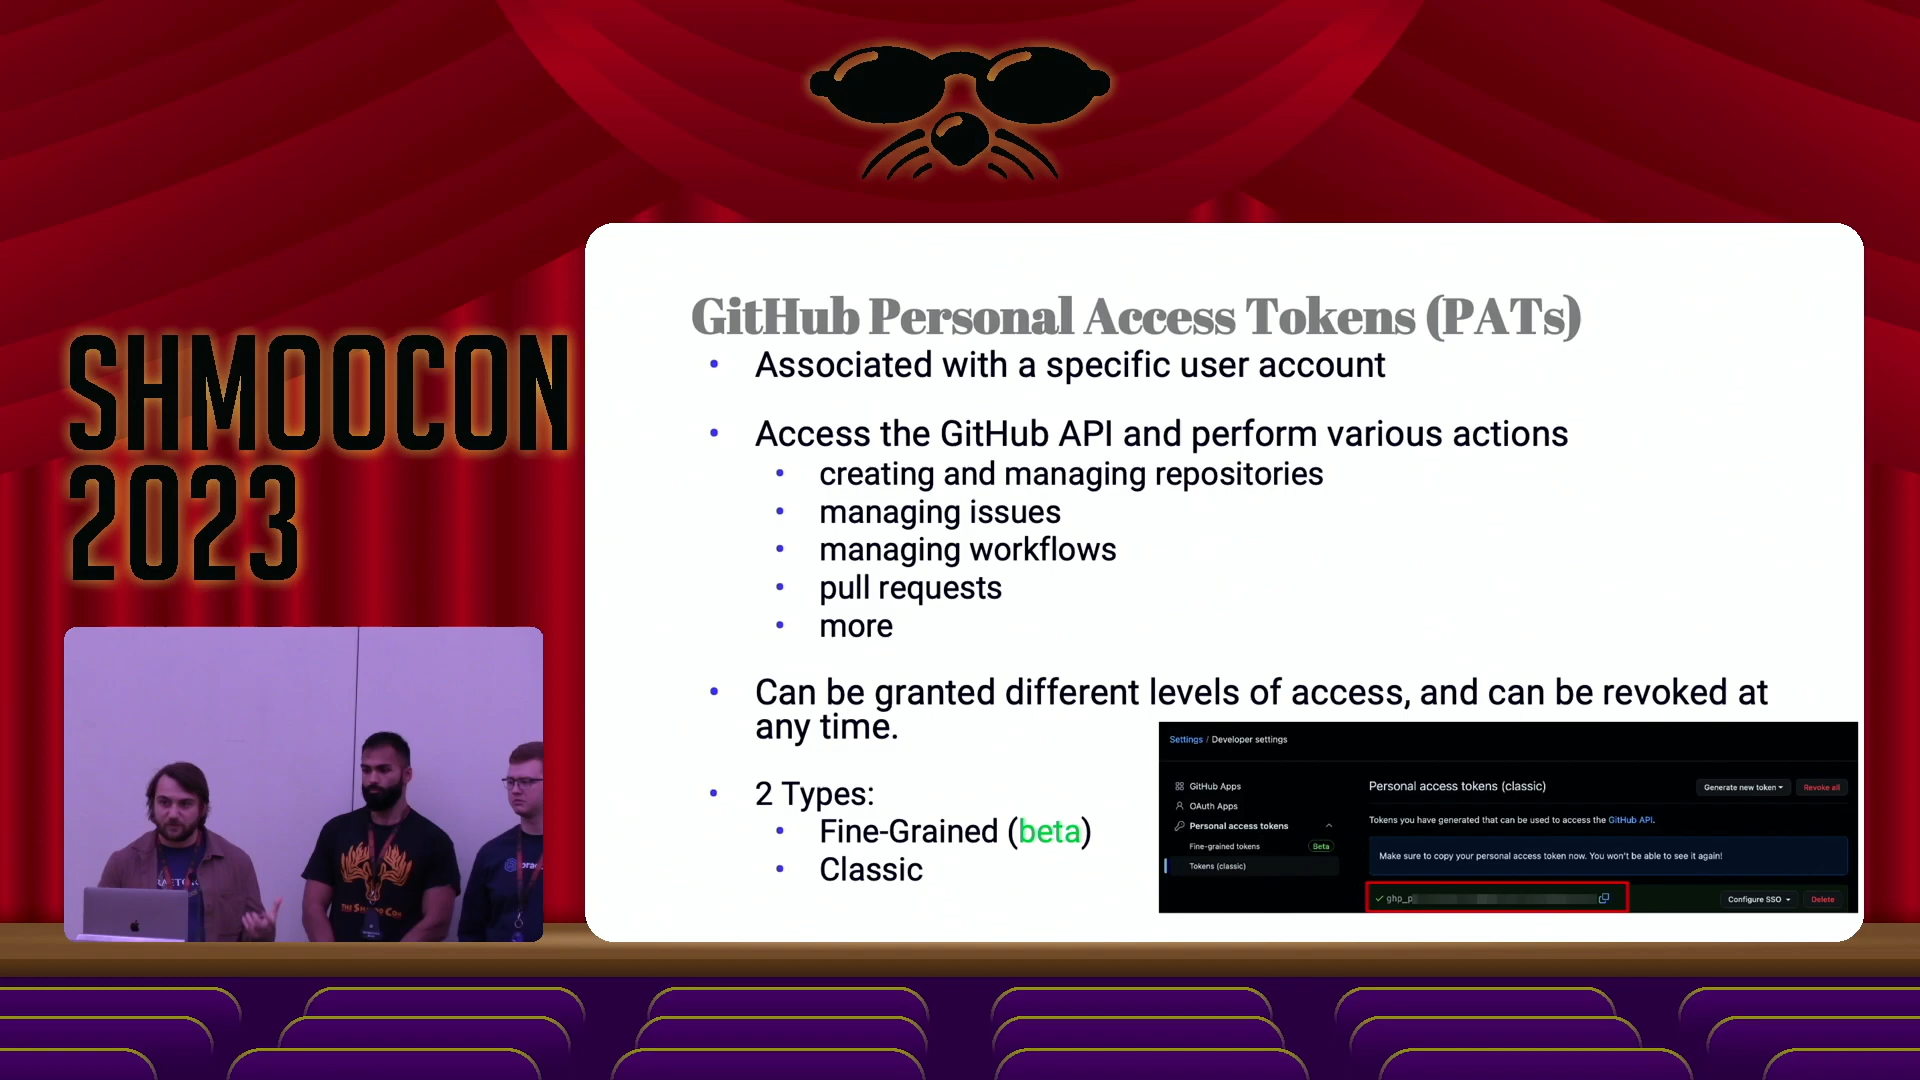 SHMOOCON
2023
GitHub Personal Access Tokens (PATs)
• Associated with a specific user account
• Access the GitHub API and perform various actions
• creating and managing repositories
• managing issues
• managing workflows
• pull requests
• more
• Can be granted different levels of access, and can be revoked at
any time.
• 2 Types:
• Fine-Grained (beta)
• Classic
Settings / Developer settings
GitHub Apps
OAuth Apps
Personal access tokens
Fine-grained tokens Beta
Tokens (classic)
Personal access tokens (classic)
Generate new token
Revoke all
Tokens you have generated that can be used to access the GitHub API.
Make sure to copy your personal access token now. You won't be able to see it again!
ghp_p
Configure SSO
Delete
THE SHMOO CON